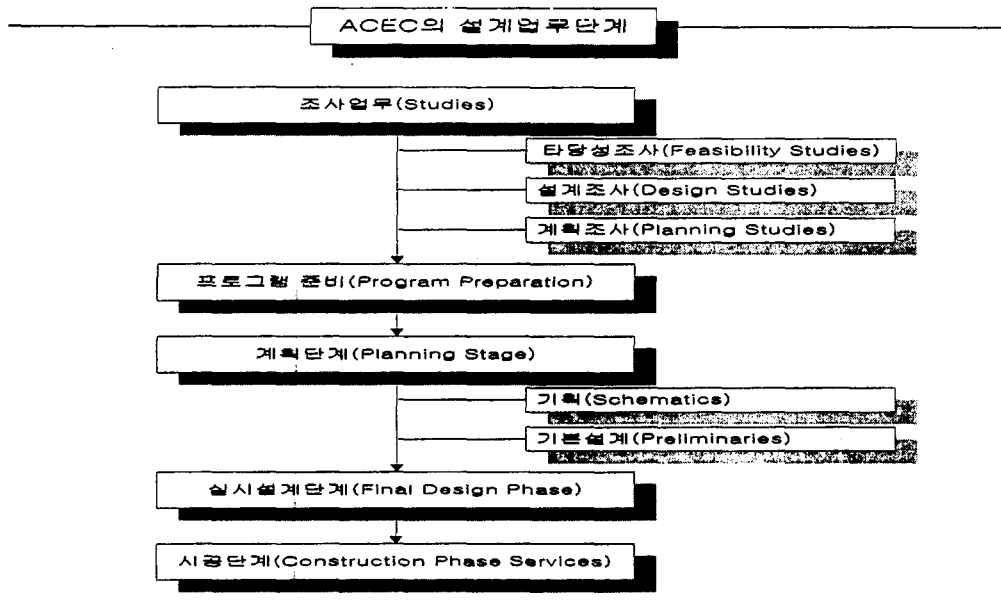 ACEC의 설계업무단계
조사업무(Studies)
타당성조사(Feasibility Studies)
설계조사(Design Studies)
계획조사(Planning Studies)
프로그램 준비(Program Preparation)
계획단계(Planning Stage)
기획(Schematics)
기본설계(Preliminaries)
실시설계단계(Final Design Phase)
시공단계(Construction Phase Services)